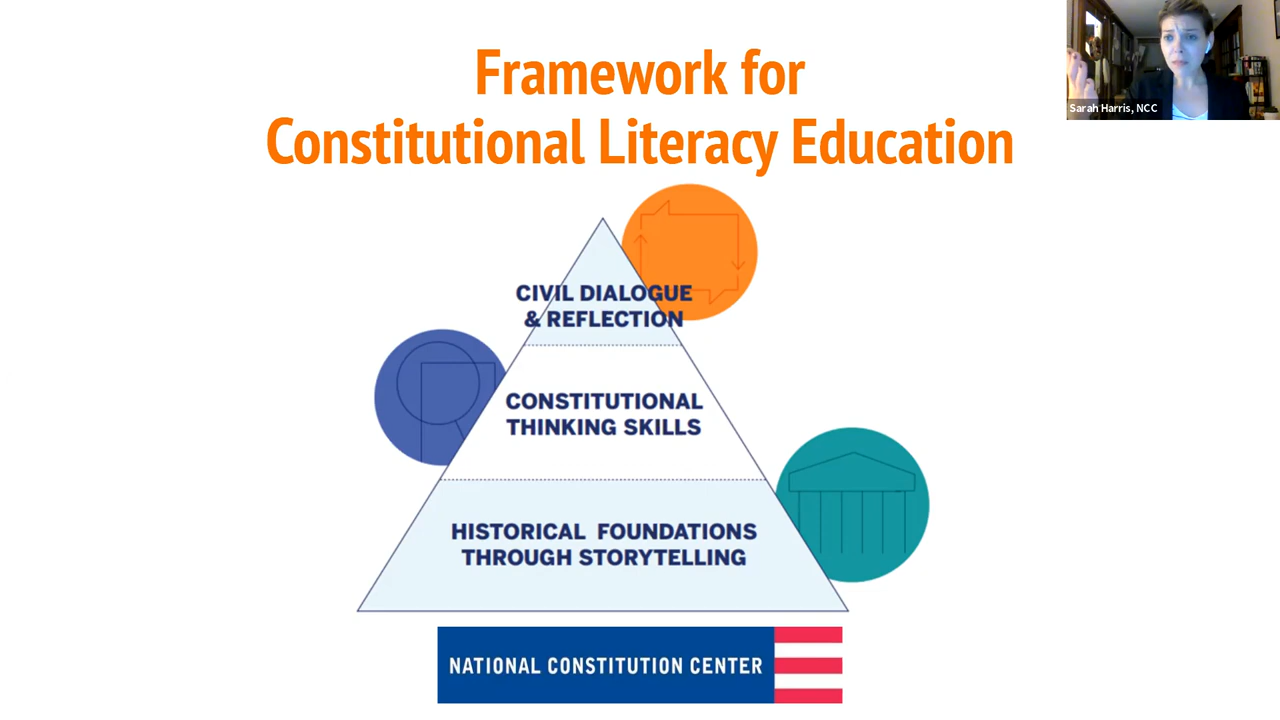 Framework for
Constitutional Literacy Education
Sarah Harris, NCC
CIVIL DIALOGUE
& REFLECTION
CONSTITUTIONAL
THINKING SKILLS
HISTORICAL FOUNDATIONS
THROUGH STORYTELLING
NATIONAL CONSTITUTION CENTER